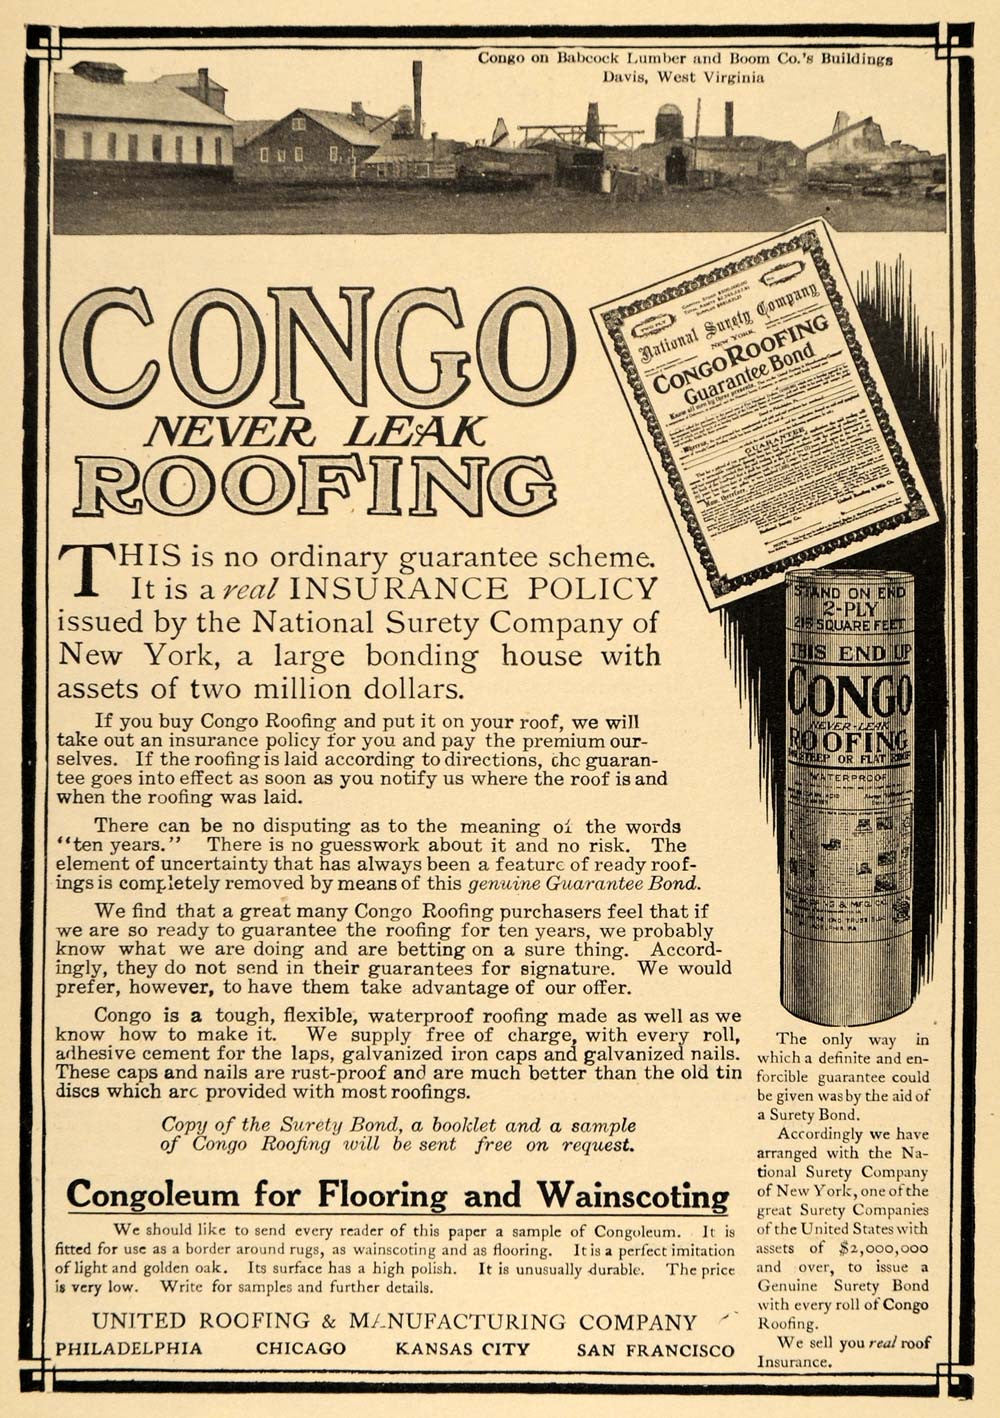 Congo on Babcock Lumber and Boom Co.'s Buildings
Davis, West Virginia
CONGO
NEVER LEAK
ROOFING
National Surety Company
NEW YORK
CONGO ROOFING
Guarantee Bond
Know all men by these presents,
GUARANTEE
STAND ON END
2-PLY
216 SQUARE FEET
THIS END UP
CONGO
NEVER-LEAK
ROOFING
STEEP OR FLAT
WATERPROOF
THIS is no ordinary guarantee scheme.
It is a real INSURANCE POLICY
issued by the National Surety Company of
New York, a large bonding house with
assets of two million dollars.
If you buy Congo Roofing and put it on your roof, we will
take out an insurance policy for you and pay the premium our-
selves. If the roofing is laid according to directions, the guaran-
tee goes into effect as soon as you notify us where the roof is and
when the roofing was laid.
There can be no disputing as to the meaning of the words
"ten years." There is no guesswork about it and no risk. The
element of uncertainty that has always been a feature of ready roof-
ings is completely removed by means of this genuine Guarantee Bond.
We find that a great many Congo Roofing purchasers feel that if
we are so ready to guarantee the roofing for ten years, we probably
know what we are doing and are betting on a sure thing. Accord-
ingly, they do not send in their guarantees for signature. We would
prefer, however, to have them take advantage of our offer.
Congo is a tough, flexible, waterproof roofing made as well as we
know how to make it. We supply free of charge, with every roll,
adhesive cement for the laps, galvanized iron caps and galvanized nails.
These caps and nails are rust-proof and are much better than the old tin
discs which are provided with most roofings.
Copy of the Surety Bond, a booklet and a sample
of Congo Roofing will be sent free on request.
Congoleum for Flooring and Wainscoting
We should like to send every reader of this paper a sample of Congoleum. It is
fitted for use as a border around rugs, as wainscoting and as flooring. It is a perfect imitation
of light and golden oak. Its surface has a high polish. It is unusually durable. The price
is very low. Write for samples and further details.
UNITED ROOFING & MANUFACTURING COMPANY
PHILADELPHIA CHICAGO KANSAS CITY SAN FRANCISCO
The only way in
which a definite and en-
forcible guarantee could
be given was by the aid of
a Surety Bond.
Accordingly we have
arranged with the Na-
tional Surety Company
of New York, one of the
great Surety Companies
of the United States with
assets of $2,000,000
and over, to issue a
Genuine Surety Bond
with every roll of Congo
Roofing.
We sell you real roof
Insurance.